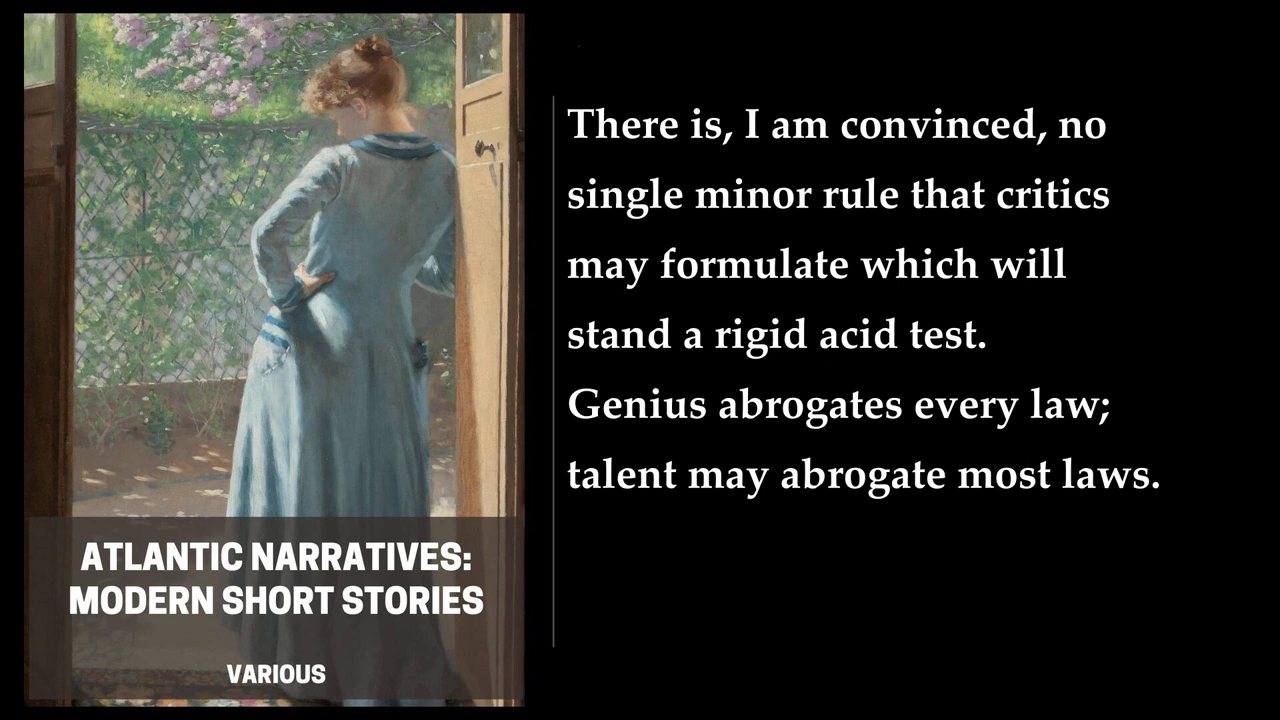 There is, I am convinced, no
single minor rule that critics
may formulate which will
stand a rigid acid test.
Genius abrogates every law;
talent may abrogate most laws.
ATLANTIC NARRATIVES:
MODERN SHORT STORIES
VARIOUS